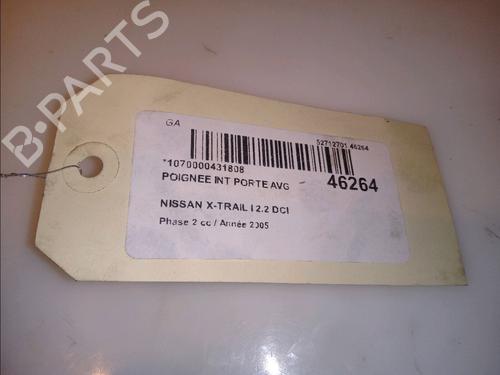 B-PARTS
GA
52712701 46264
*1070000431808
POIGNEE INT PORTE AVG
46264
NISSAN X-TRAIL I 2.2 DCI
Phase 2 cc / Année 2005